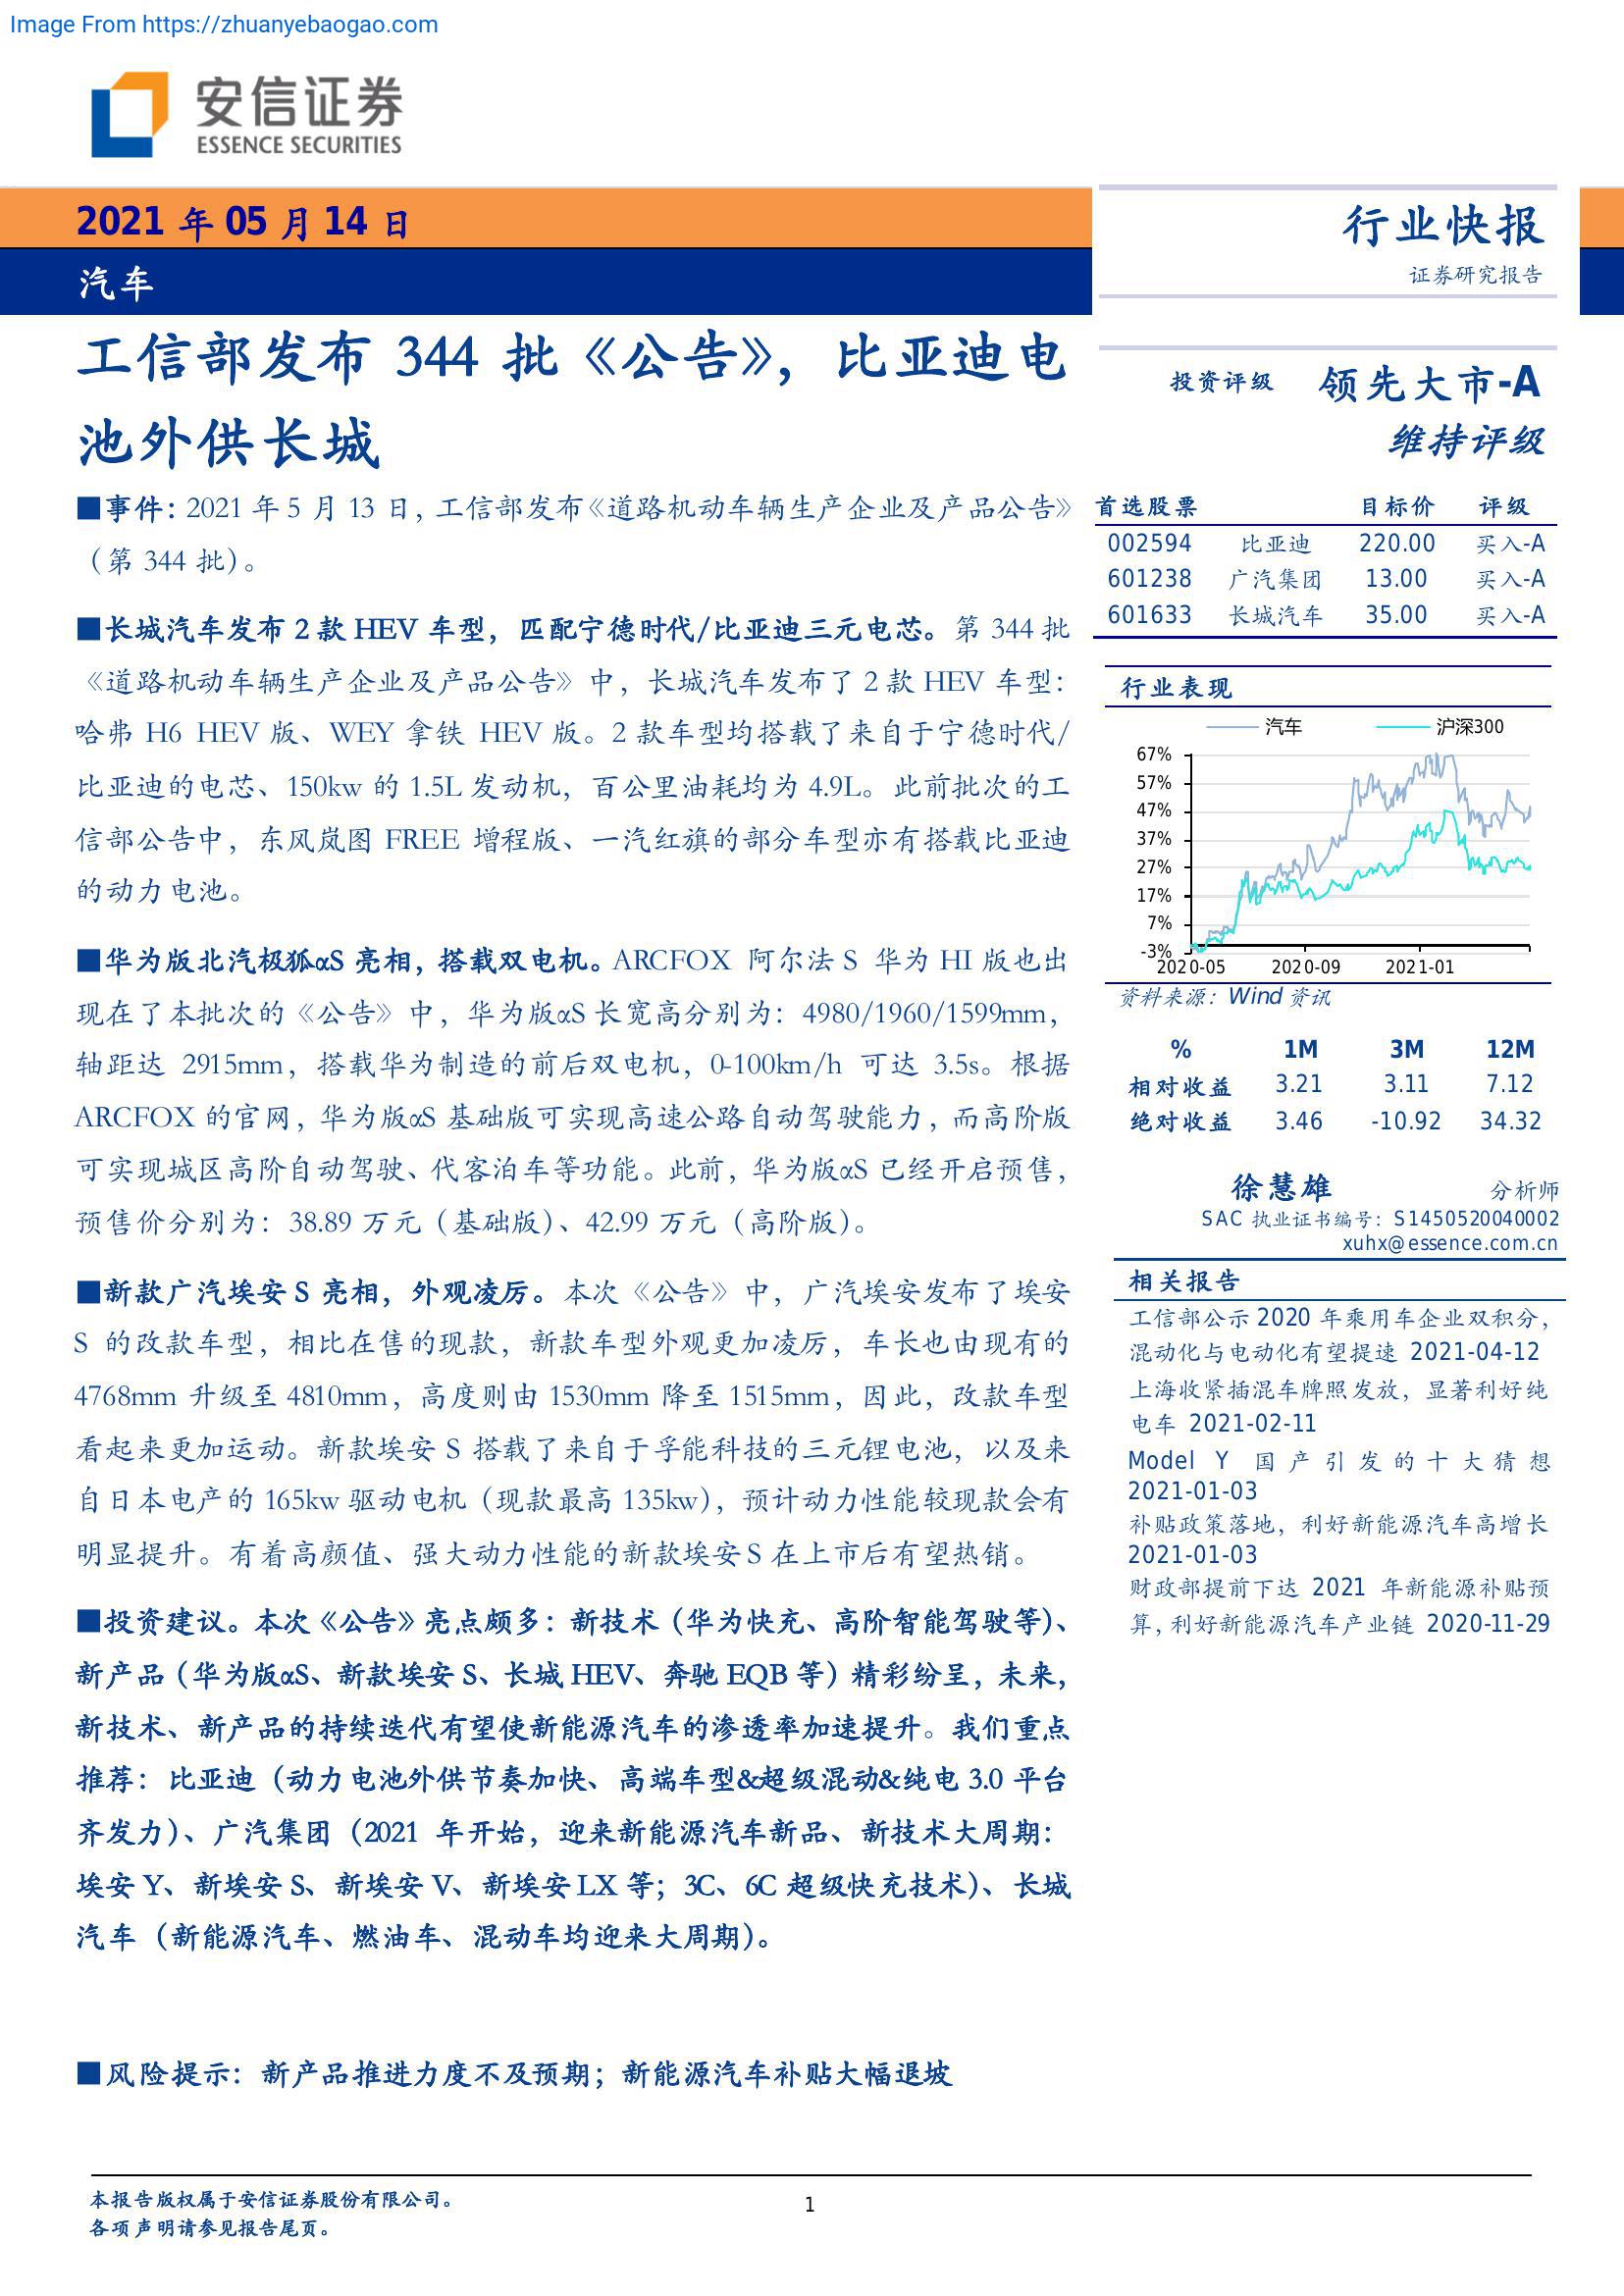 Image From https://zhuanyebaogao.com
安信证券
ESSENCE SECURITIES
2021 年 05 月 14 日
汽车
行业快报
证券研究报告
工信部发布 344 批《公告》，比亚迪电
池外供长城
■事件：2021 年 5 月 13 日，工信部发布《道路机动车辆生产企业及产品公告》
（第 344 批）。
■长城汽车发布 2 款 HEV 车型，匹配宁德时代/比亚迪三元电芯。第 344 批
《道路机动车辆生产企业及产品公告》中，长城汽车发布了 2 款 HEV 车型：
哈弗 H6 HEV 版、WEY 拿铁 HEV 版。2 款车型均搭载了来自于宁德时代/
比亚迪的电芯、150kw 的 1.5L 发动机，百公里油耗均为 4.9L。此前批次的工
信部公告中，东风岚图 FREE 增程版、一汽红旗的部分车型亦有搭载比亚迪
的动力电池。
■华为版北汽极狐αS 亮相，搭载双电机。ARCFOX 阿尔法 S 华为 HI 版也出
现在了本批次的《公告》中，华为版αS 长宽高分别为：4980/1960/1599mm，
轴距达 2915mm，搭载华为制造的前后双电机，0-100km/h 可达 3.5s。根据
ARCFOX 的官网，华为版αS 基础版可实现高速公路自动驾驶能力，而高阶版
可实现城区高阶自动驾驶、代客泊车等功能。此前，华为版αS 已经开启预售，
预售价分别为：38.89 万元（基础版）、42.99 万元（高阶版）。
■新款广汽埃安 S 亮相，外观凌厉。本次《公告》中，广汽埃安发布了埃安
S 的改款车型，相比在售的现款，新款车型外观更加凌厉，车长也由现有的
4768mm 升级至 4810mm，高度则由 1530mm 降至 1515mm，因此，改款车型
看起来更加运动。新款埃安 S 搭载了来自于孚能科技的三元锂电池，以及来
自日本电产的 165kw 驱动电机（现款最高 135kw），预计动力性能较现款会有
明显提升。有着高颜值、强大动力性能的新款埃安 S 在上市后有望热销。
■投资建议。本次《公告》亮点颇多：新技术（华为快充、高阶智能驾驶等）、
新产品（华为版αS、新款埃安 S、长城 HEV、奔驰 EQB 等）精彩纷呈，未来，
新技术、新产品的持续迭代有望使新能源汽车的渗透率加速提升。我们重点
推荐：比亚迪（动力电池外供节奏加快、高端车型&超级混动&纯电 3.0 平台
齐发力）、广汽集团（2021 年开始，迎来新能源汽车新品、新技术大周期：
埃安 Y、新埃安 S、新埃安 V、新埃安 LX 等；3C、6C 超级快充技术）、长城
汽车（新能源汽车、燃油车、混动车均迎来大周期）。
■风险提示：新产品推进力度不及预期；新能源汽车补贴大幅退坡
投资评级 领先大市-A
维持评级
首选股票 目标价 评级
002594 比亚迪 220.00 买入-A
601238 广汽集团 13.00 买入-A
601633 长城汽车 35.00 买入-A
行业表现
汽车 沪深300
67%
57%
47%
37%
27%
17%
7%
-3%
2020-05 2020-09 2021-01
资料来源：Wind 资讯
% 1M 3M 12M
相对收益 3.21 3.11 7.12
绝对收益 3.46 -10.92 34.32
徐慧雄 分析师
SAC 执业证书编号：S1450520040002
xuhx@essence.com.cn
相关报告
工信部公示 2020 年乘用车企业双积分，
混动化与电动化有望提速 2021-04-12
上海收紧插混车牌照发放，显著利好纯
电车 2021-02-11
Model Y 国产引发的十大猜想
2021-01-03
补贴政策落地，利好新能源汽车高增长
2021-01-03
财政部提前下达 2021 年新能源补贴预
算，利好新能源汽车产业链 2020-11-29
本报告版权属于安信证券股份有限公司。
各项声明请参见报告尾页。
1